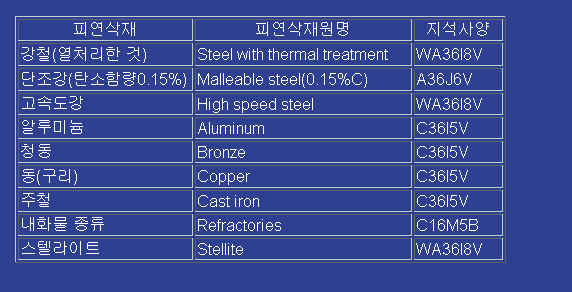 피연삭재 피연삭재원명 지석사양
강철(열처리한 것) Steel with thermal treatment WA36I8V
단조강(탄소함량0.15%) Malleable steel(0.15%C) A36J6V
고속도강 High speed steel WA36I8V
알루미늄 Aluminum C36I5V
청동 Bronze C36I5V
동(구리) Copper C36I5V
주철 Cast iron C36I5V
내화물 종류 Refractories C16M5B
스텔라이트 Stellite WA36I8V